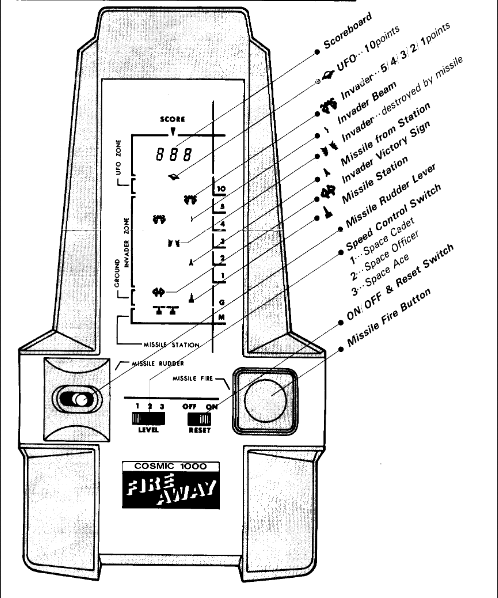 Scoreboard
UFO···10points
Invader···5/4/3/2/1points
Invader Beam
Invader···destroyed by missile
Missile from Station
Invader Victory Sign
Missile Station
Missile Rudder Lever
Speed Control Switch
1···Space Cadet
2···Space Officer
3···Space Ace
ON/OFF & Reset Switch
Missile Fire Button
SCORE
888
UFO ZONE
INVADER ZONE
GROUND
10
5
4
3
2
1
G
M
MISSILE STATION
MISSILE RUDDER
MISSILE FIRE
1 2 3
OFF ON
LEVEL
RESET
COSMIC 1000
FIRE
AWAY